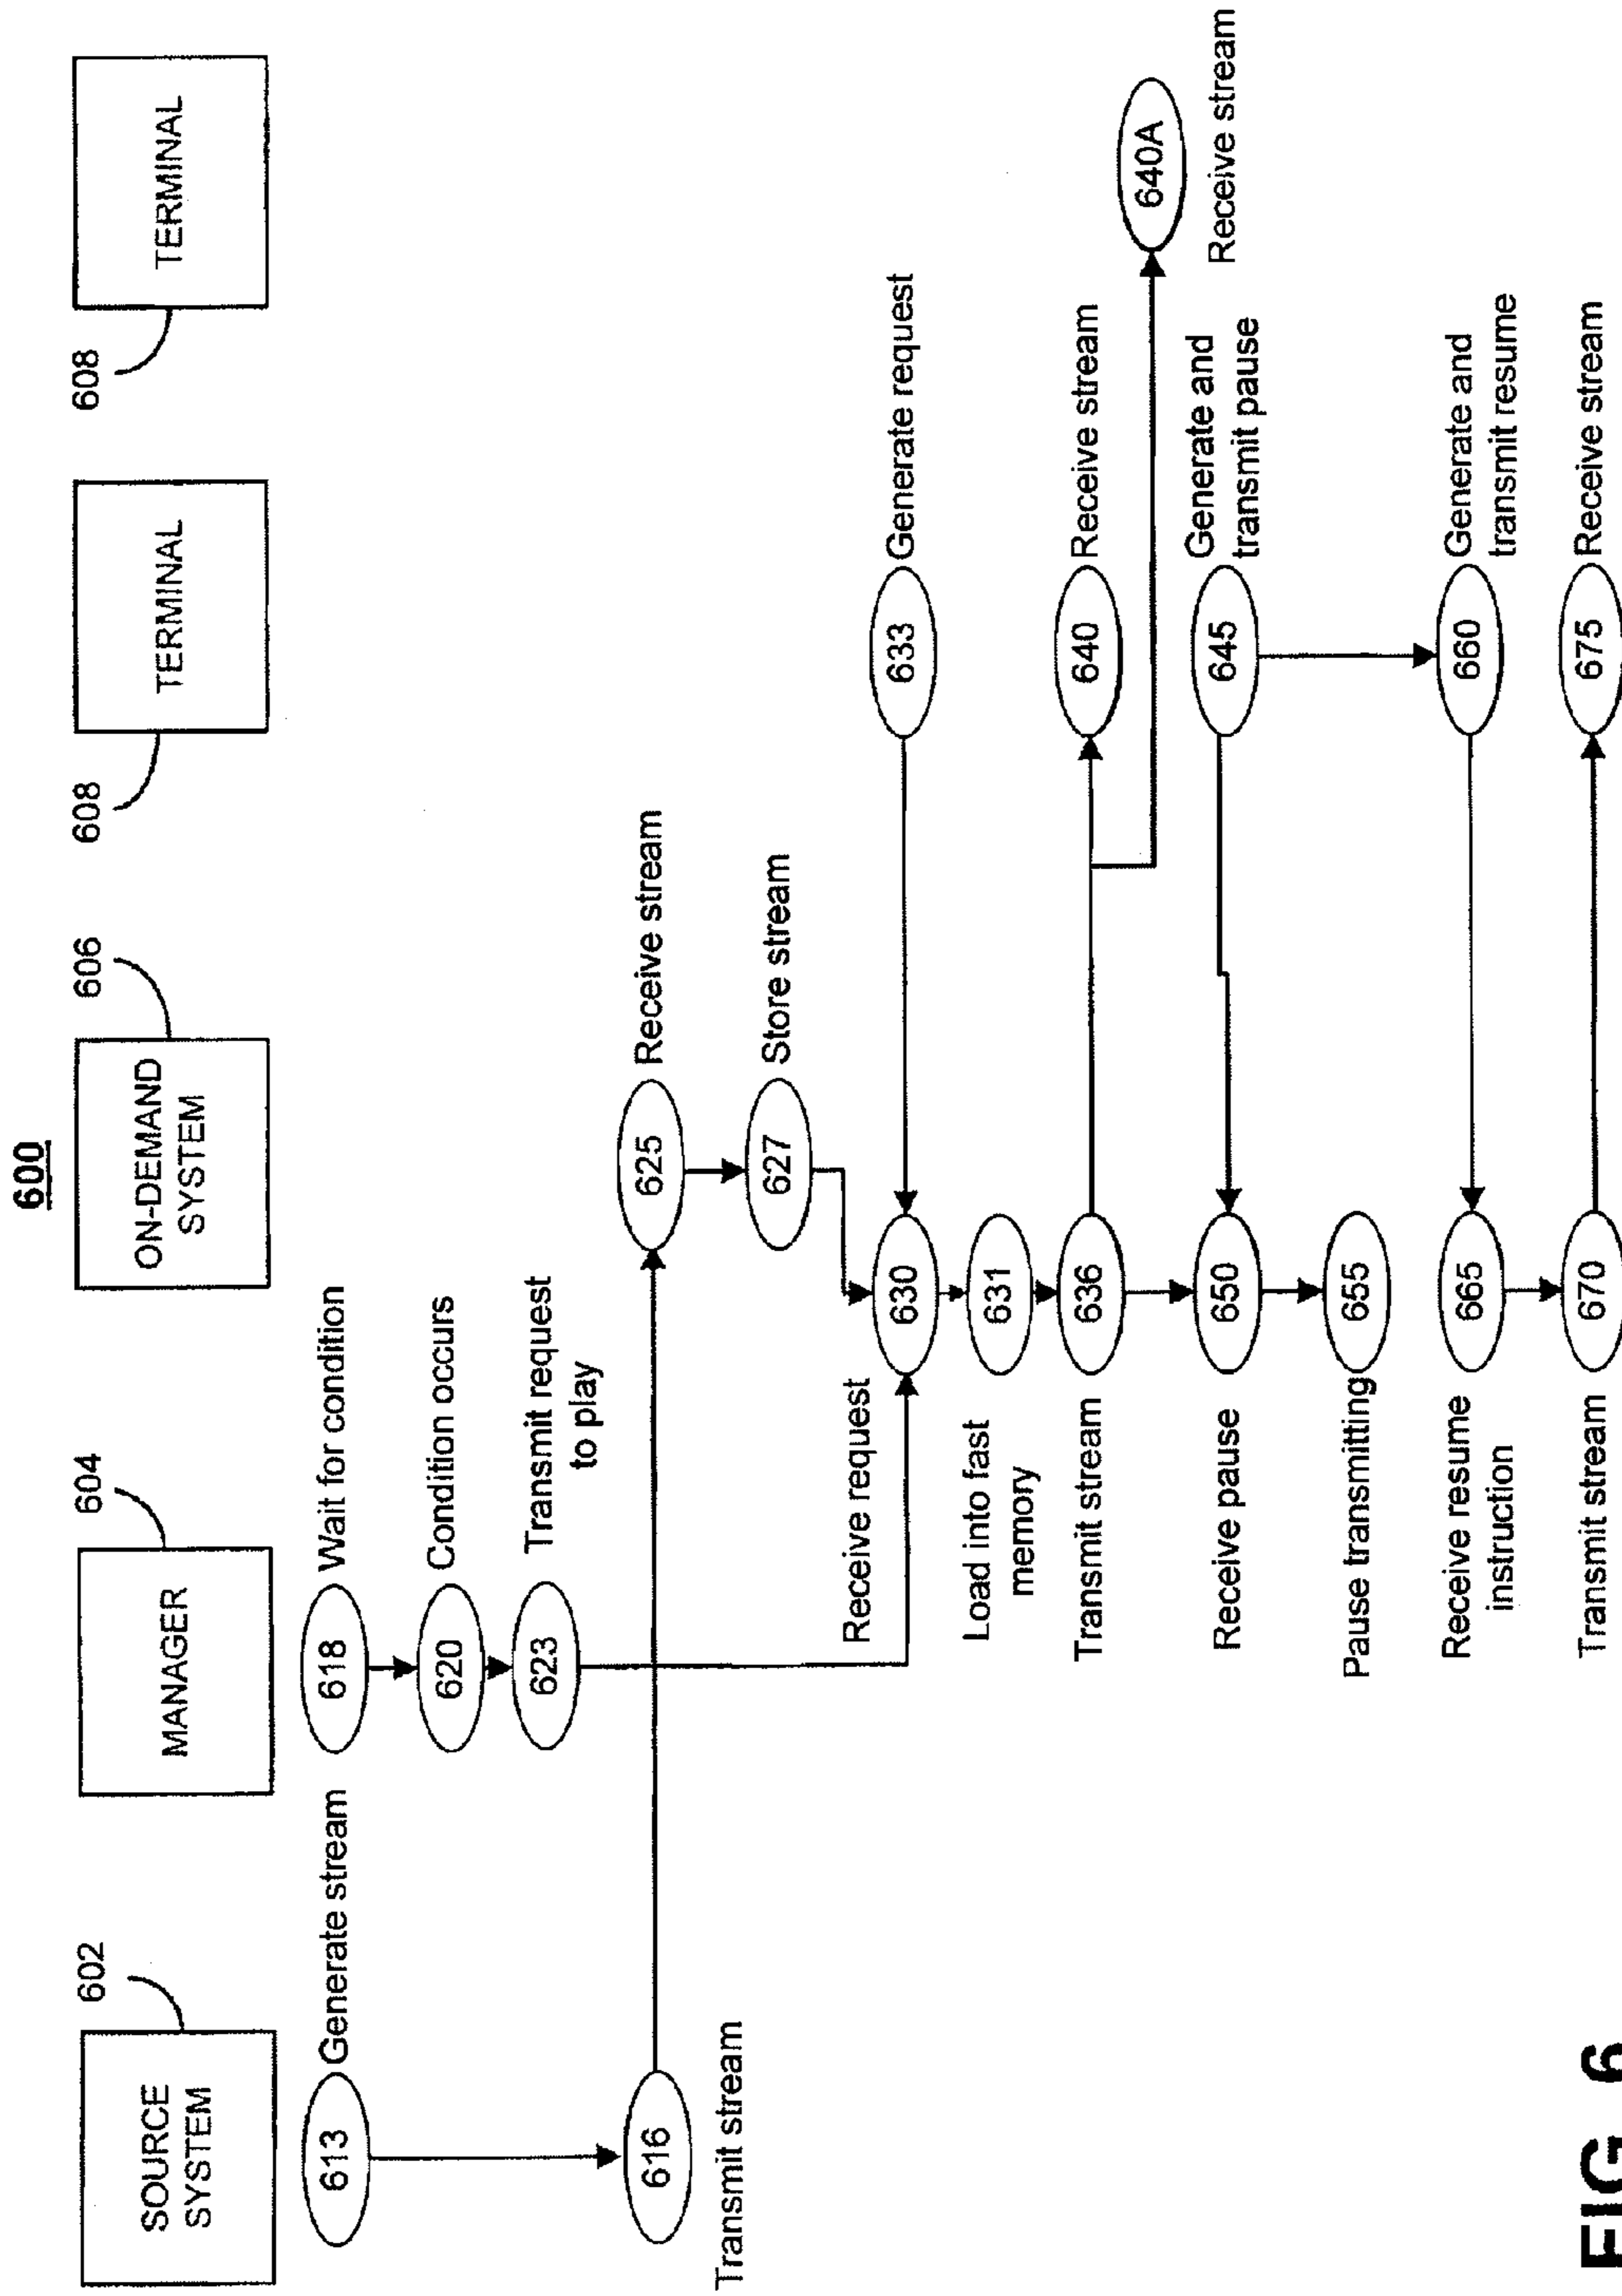 600
SOURCE
SYSTEM
602
MANAGER
604
ON-DEMAND
SYSTEM
606
TERMINAL
608
TERMINAL
608
613
Generate stream
618
Wait for condition
620
Condition occurs
623
Transmit request
to play
616
Transmit stream
625
Receive stream
627
Store stream
Receive request
630
633
Generate request
Load into fast
memory
631
Transmit stream
636
640
Receive stream
640A
Receive stream
Receive pause
650
645
Generate and
transmit pause
Pause transmitting
655
Receive resume
instruction
665
660
Generate and
transmit resume
Transmit stream
670
675
Receive stream
FIG. 6